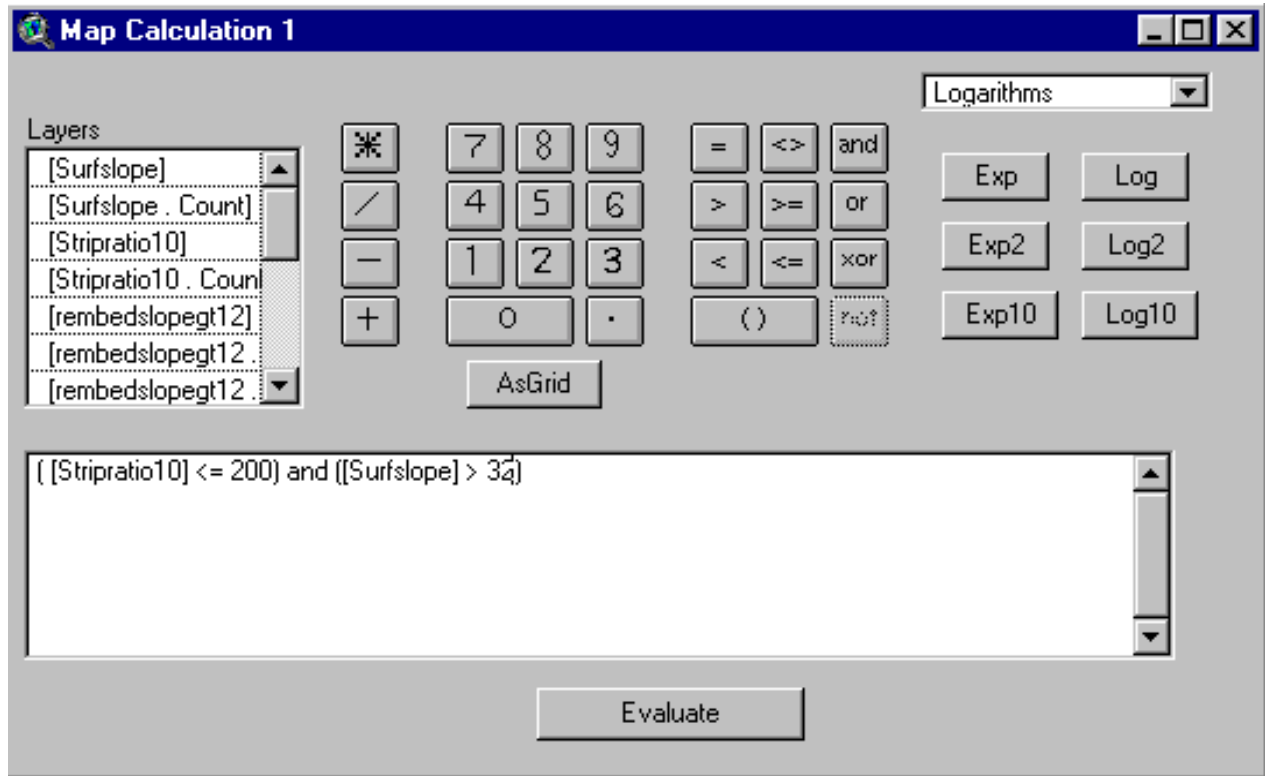 Map Calculation 1
Logarithms
Layers
[Surfslope]
[Surfslope . Count]
[Stripratio10]
[Stripratio10 . Coun
[rembedslopegt12]
[rembedslopegt12 .
[rembedslopegt12 .
* 7 8 9 = <> and
/ 4 5 6 > >= or
- 1 2 3 < <= xor
+ 0 . ( ) not
AsGrid
Exp Log
Exp2 Log2
Exp10 Log10
( [Stripratio10] <= 200) and ([Surfslope] > 32)
Evaluate